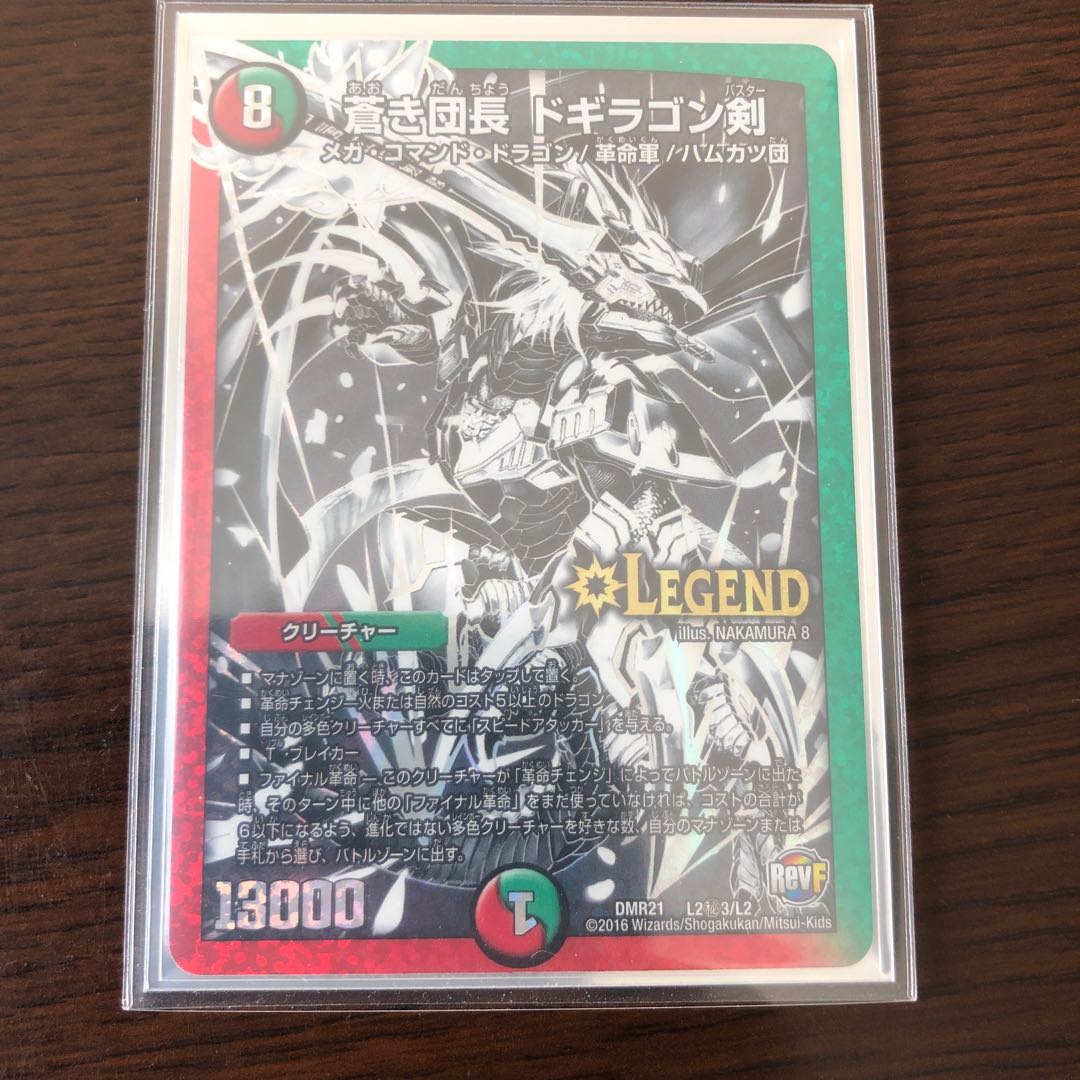 8
あお だんちょう バスター
蒼き団長 ドギラゴン剣
かくめいぐん だん
メガ・コマンド・ドラゴン/革命軍/ハムカツ団
LEGEND
illus. NAKAMURA 8
クリーチャー
■ マナゾーンに置く時、このカードはタップして置く。
■ 革命チェンジ―火または自然のコスト5以上のドラゴン
■ 自分の多色クリーチャーすべてに「スピードアタッカー」を与える。
■ T・ブレイカー
■ ファイナル革命―このクリーチャーが「革命チェンジ」によってバトルゾーンに出た
時、そのターン中に他の「ファイナル革命」をまだ使っていなければ、コストの合計が
6以下になるよう、進化ではない多色クリーチャーを好きな数、自分のマナゾーンまたは
手札から選び、バトルゾーンに出す。
13000
1
RevF
DMR21 L2㊙3/L2
©2016 Wizards/Shogakukan/Mitsui-Kids